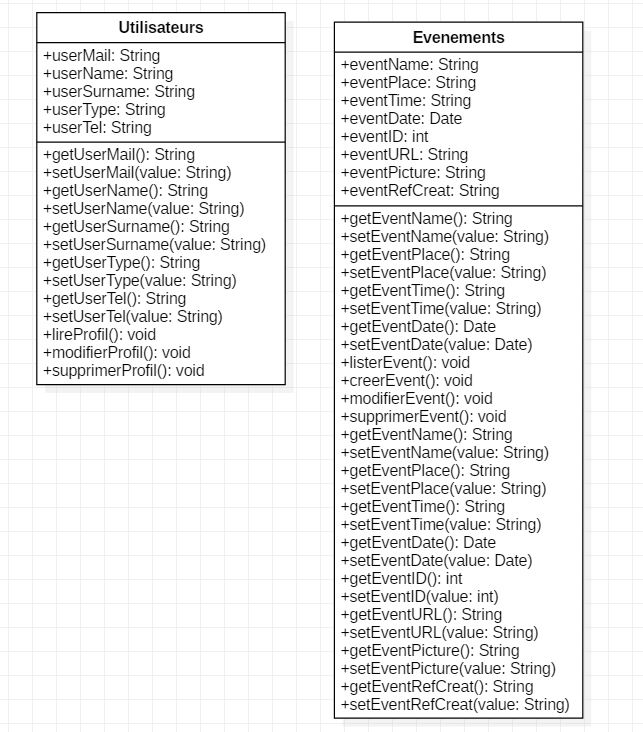 Utilisateurs
+userMail: String
+userName: String
+userSurname: String
+userType: String
+userTel: String
+getUserMail(): String
+setUserMail(value: String)
+getUserName(): String
+setUserName(value: String)
+getUserSurname(): String
+setUserSurname(value: String)
+getUserType(): String
+setUserType(value: String)
+getUserTel(): String
+setUserTel(value: String)
+lireProfil(): void
+modifierProfil(): void
+supprimerProfil(): void
Evenements
+eventName: String
+eventPlace: String
+eventTime: String
+eventDate: Date
+eventID: int
+eventURL: String
+eventPicture: String
+eventRefCreat: String
+getEventName(): String
+setEventName(value: String)
+getEventPlace(): String
+setEventPlace(value: String)
+getEventTime(): String
+setEventTime(value: String)
+getEventDate(): Date
+setEventDate(value: Date)
+listerEvent(): void
+creerEvent(): void
+modifierEvent(): void
+supprimerEvent(): void
+getEventName(): String
+setEventName(value: String)
+getEventPlace(): String
+setEventPlace(value: String)
+getEventTime(): String
+setEventTime(value: String)
+getEventDate(): Date
+setEventDate(value: Date)
+getEventID(): int
+setEventID(value: int)
+getEventURL(): String
+setEventURL(value: String)
+getEventPicture(): String
+setEventPicture(value: String)
+getEventRefCreat(): String
+setEventRefCreat(value: String)